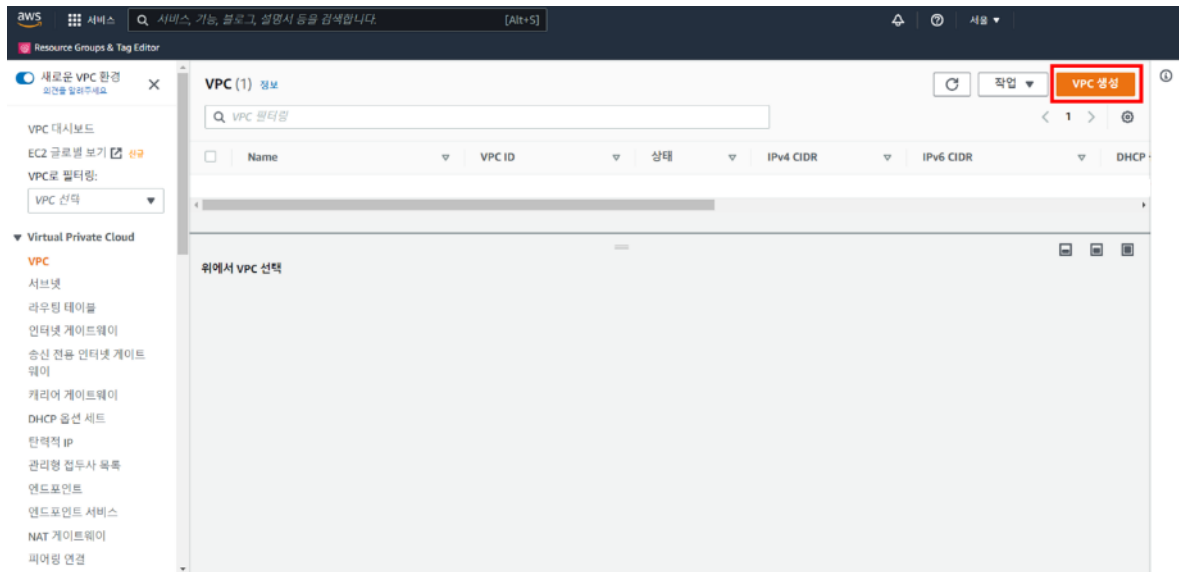 aws 서비스 서비스, 기능, 블로그, 설명서 등을 검색합니다. [Alt+S] 서울 ▼
Resource Groups & Tag Editor
새로운 VPC 환경
의견을 알려주세요
VPC 대시보드
EC2 글로벌 보기 신규
VPC로 필터링:
VPC 선택
Virtual Private Cloud
VPC
서브넷
라우팅 테이블
인터넷 게이트웨이
송신 전용 인터넷 게이트
웨이
캐리어 게이트웨이
DHCP 옵션 세트
탄력적 IP
관리형 접두사 목록
엔드포인트
엔드포인트 서비스
NAT 게이트웨이
피어링 연결
VPC (1) 정보 작업 ▼ VPC 생성
VPC 필터링 < 1 >
Name VPC ID 상태 IPv4 CIDR IPv6 CIDR DHCP
위에서 VPC 선택